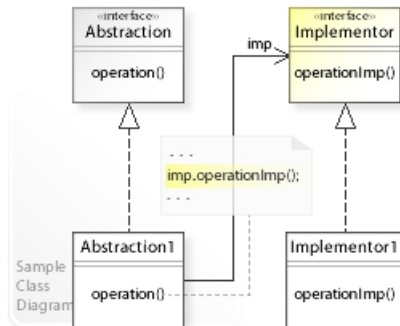 «interface»
Abstraction
operation()
imp
«interface»
Implementor
operationImp()
. . .
imp.operationImp();
. . .
Abstraction1
operation()
Implementor1
operationImp()
Sample
Class
Diagram